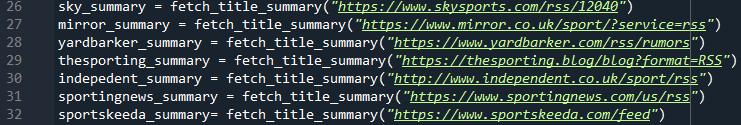 26 sky_summary = fetch_title_summary("https://www.skysports.com/rss/12040")
27 mirror_summary = fetch_title_summary("https://www.mirror.co.uk/sport/?service=rss")
28 yardbarker_summary = fetch_title_summary("https://www.yardbarker.com/rss/rumors")
29 thesporting_summary = fetch_title_summary("https://thesporting.blog/blog?format=RSS")
30 indepedent_summary = fetch_title_summary("http://www.independent.co.uk/sport/rss")
31 sportingnews_summary = fetch_title_summary("https://www.sportingnews.com/us/rss")
32 sportskeeda_summary= fetch_title_summary("https://www.sportskeeda.com/feed")